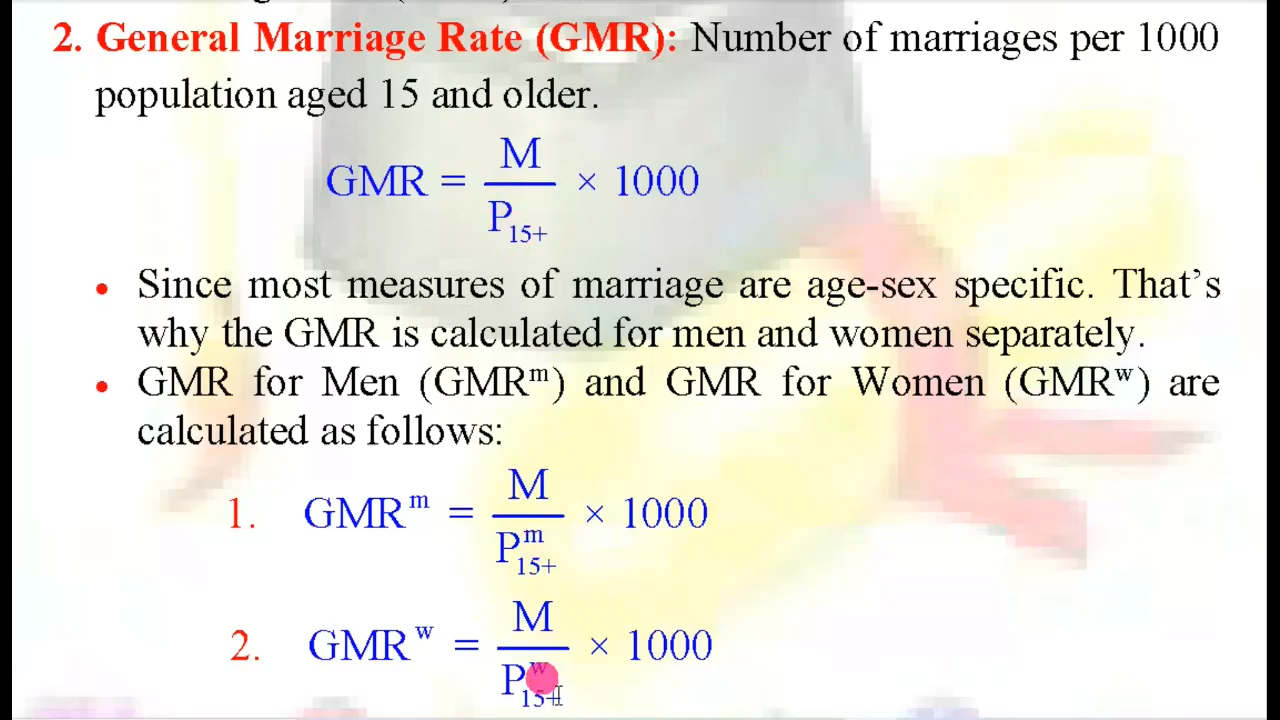 2. General Marriage Rate (GMR): Number of marriages per 1000
population aged 15 and older.
GMR = M / P₁₅₊ × 1000
• Since most measures of marriage are age-sex specific. That's
why the GMR is calculated for men and women separately.
• GMR for Men (GMRᵐ) and GMR for Women (GMRʷ) are
calculated as follows:
1. GMRᵐ = M / Pᵐ₁₅₊ × 1000
2. GMRʷ = M / Pʷ₁₅₊ × 1000